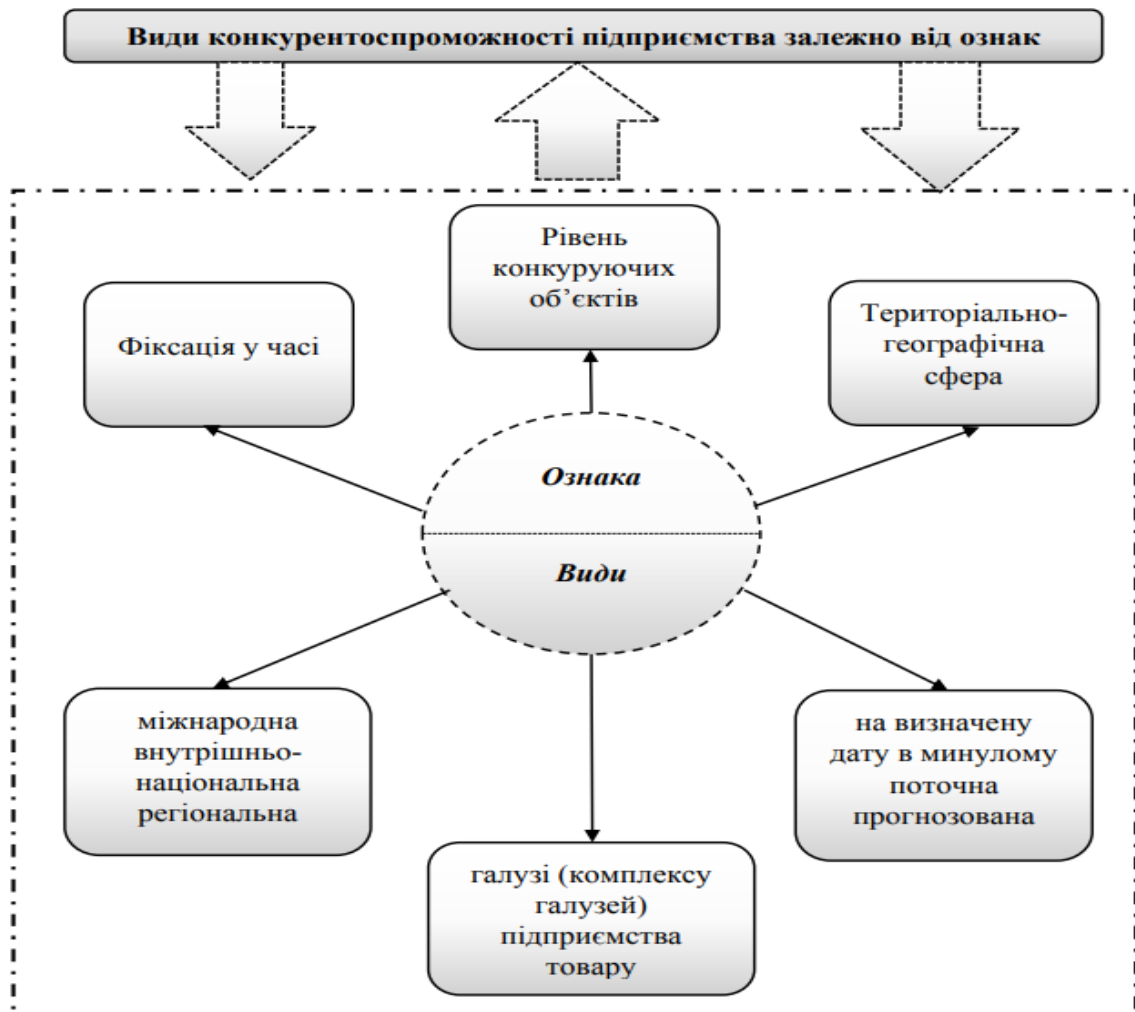 Види конкурентоспроможності підприємства залежно від ознак
Рівень
конкуруючих
об’єктів
Фіксація у часі
Територіально-
географічна
сфера
Ознака
Види
міжнародна
внутрішньо-
національна
регіональна
на визначену
дату в минулому
поточна
прогнозована
галузі (комплексу
галузей)
підприємства
товару